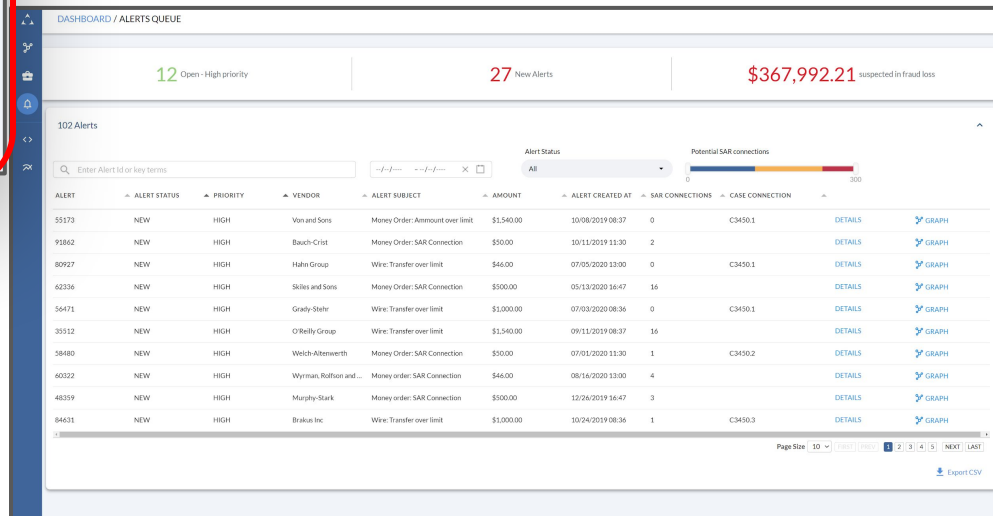 DASHBOARD / ALERTS QUEUE
12 Open - High priority 27 New Alerts $367,992.21 suspected in fraud loss
102 Alerts
Alert Status Potential SAR connections
Enter Alert Id or key terms --/--/---- - --/--/---- All
0 300
ALERT ALERT STATUS PRIORITY VENDOR ALERT SUBJECT AMOUNT ALERT CREATED AT SAR CONNECTIONS CASE CONNECTION
55173 NEW HIGH Von and Sons Money Order: Ammount over limit $1,540.00 10/08/2019 08:37 0 C3450.1 DETAILS GRAPH
91862 NEW HIGH Bauch-Crist Money Order: SAR Connection $50.00 10/11/2019 11:30 2 DETAILS GRAPH
80927 NEW HIGH Hahn Group Wire: Transfer over limit $46.00 07/05/2020 13:00 0 C3450.1 DETAILS GRAPH
62336 NEW HIGH Skiles and Sons Money Order: SAR Connection $500.00 05/13/2020 16:47 16 DETAILS GRAPH
56471 NEW HIGH Grady-Stehr Wire: Transfer over limit $1,000.00 07/03/2020 08:36 0 C3450.1 DETAILS GRAPH
35512 NEW HIGH O'Reilly Group Wire: Transfer over limit $1,540.00 09/11/2019 08:37 16 DETAILS GRAPH
58480 NEW HIGH Welch-Altenwerth Money Order: SAR Connection $50.00 07/01/2020 11:30 1 C3450.2 DETAILS GRAPH
60322 NEW HIGH Wyrman, Rolfson and ... Money order: SAR Connection $46.00 08/16/2020 13:00 4 DETAILS GRAPH
48359 NEW HIGH Murphy-Stark Money order: SAR Connection $500.00 12/26/2019 16:47 3 DETAILS GRAPH
84631 NEW HIGH Brakus Inc Wire: Transfer over limit $1,000.00 10/24/2019 08:36 1 C3450.3 DETAILS GRAPH
Page Size 10 FIRST PREV 1 2 3 4 5 NEXT LAST
Export CSV